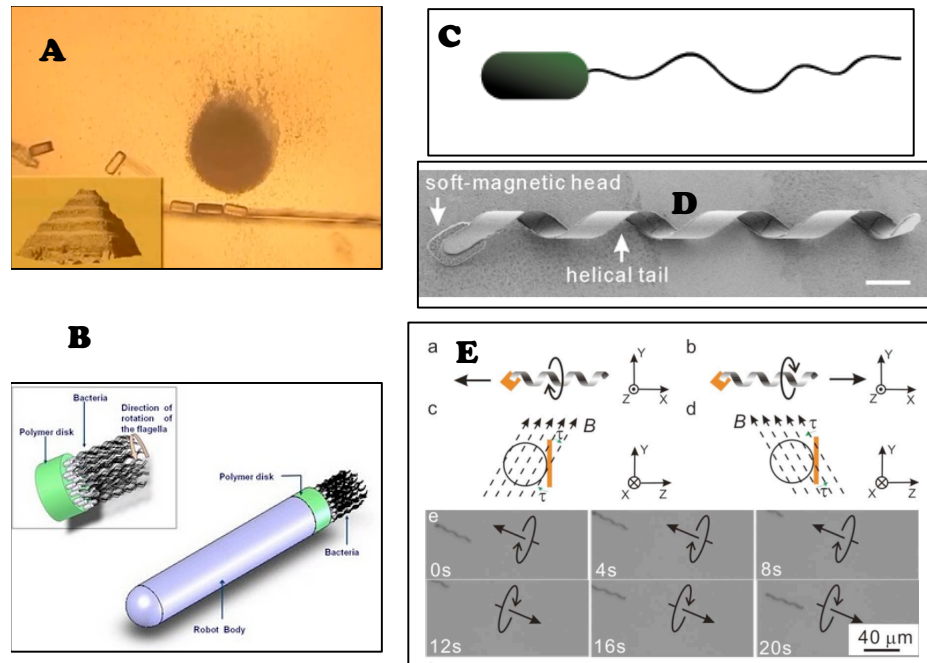 A
B
Bacteria
Direction of
rotation of
the flagella
Polymer disk
Polymer disk
Bacteria
Robot Body
C
soft-magnetic head
D
helical tail
E
a
Y
Z
X
b
Y
Z
X
c
B
τ
τ
Y
X
Z
d
B
τ
τ
Y
X
Z
e
0s
4s
8s
12s
16s
20s
40 μm